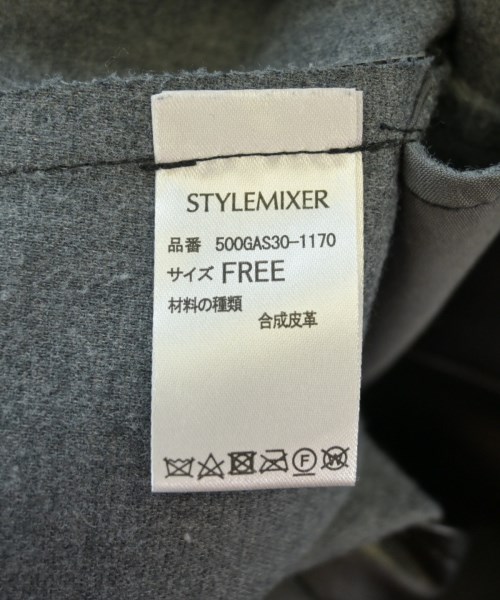 STYLEMIXER
品番 500GAS30-1170
サイズ FREE
材料の種類
合成皮革
F
W